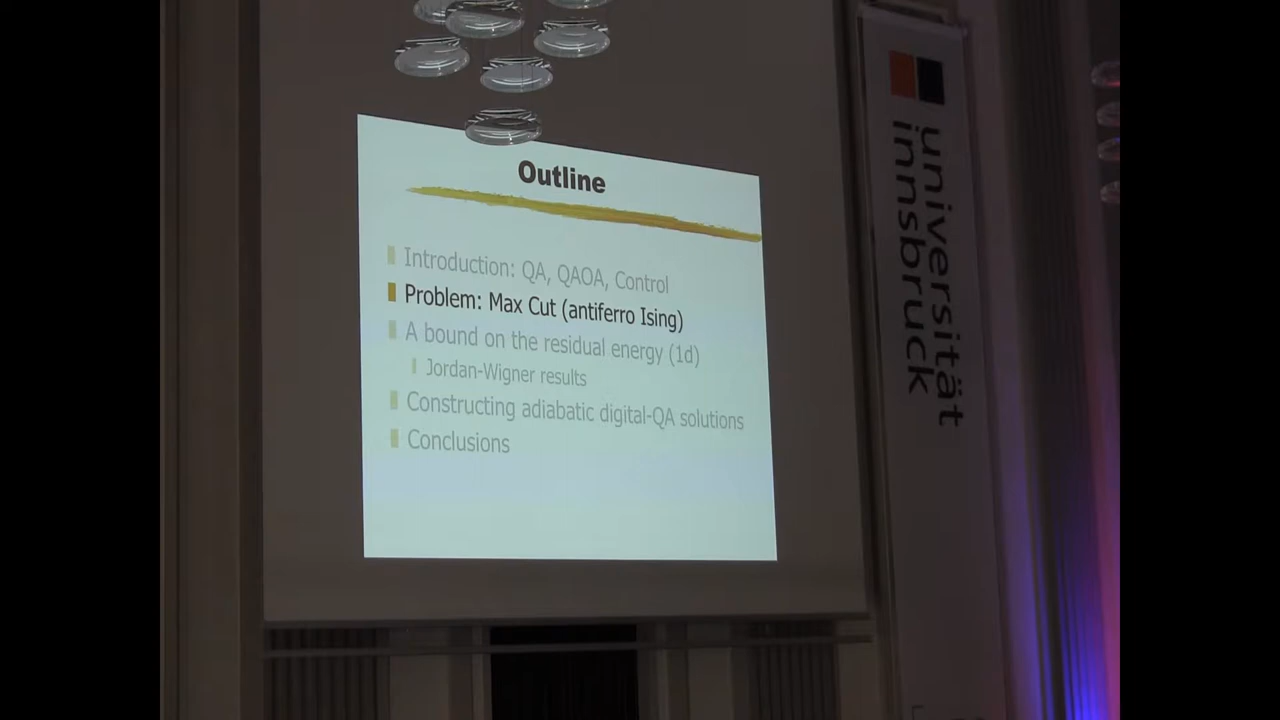 Outline
Introduction: QA, QAOA, Control
Problem: Max Cut (antiferro Ising)
A bound on the residual energy (1d)
Jordan-Wigner results
Constructing adiabatic digital-QA solutions
Conclusions
universität
innsbruck